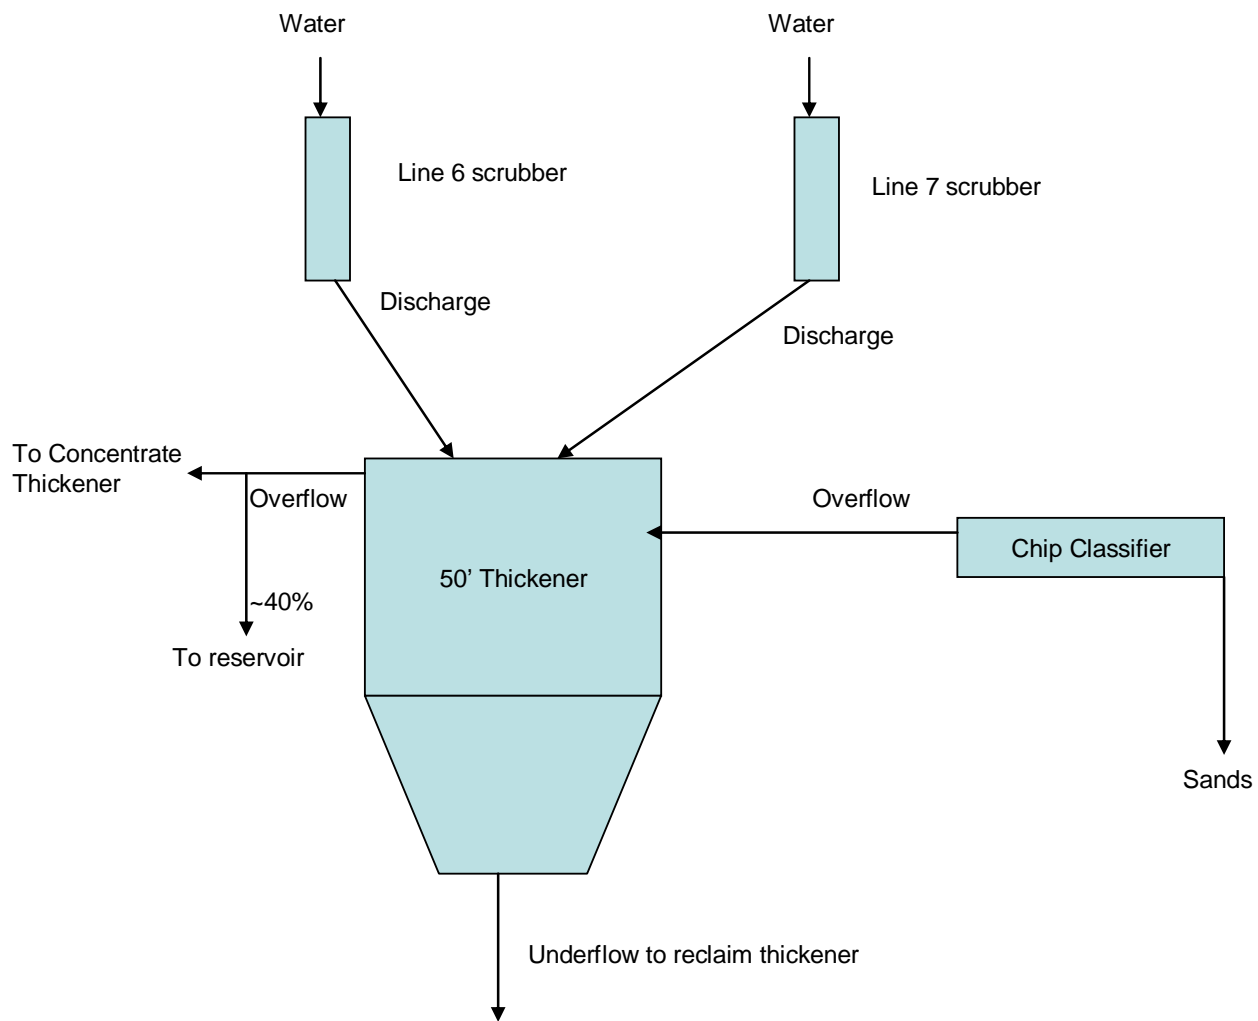 Water
Water
Line 6 scrubber
Line 7 scrubber
Discharge
Discharge
To Concentrate
Thickener
Overflow
Overflow
Chip Classifier
50’ Thickener
~40%
To reservoir
Sands
Underflow to reclaim thickener